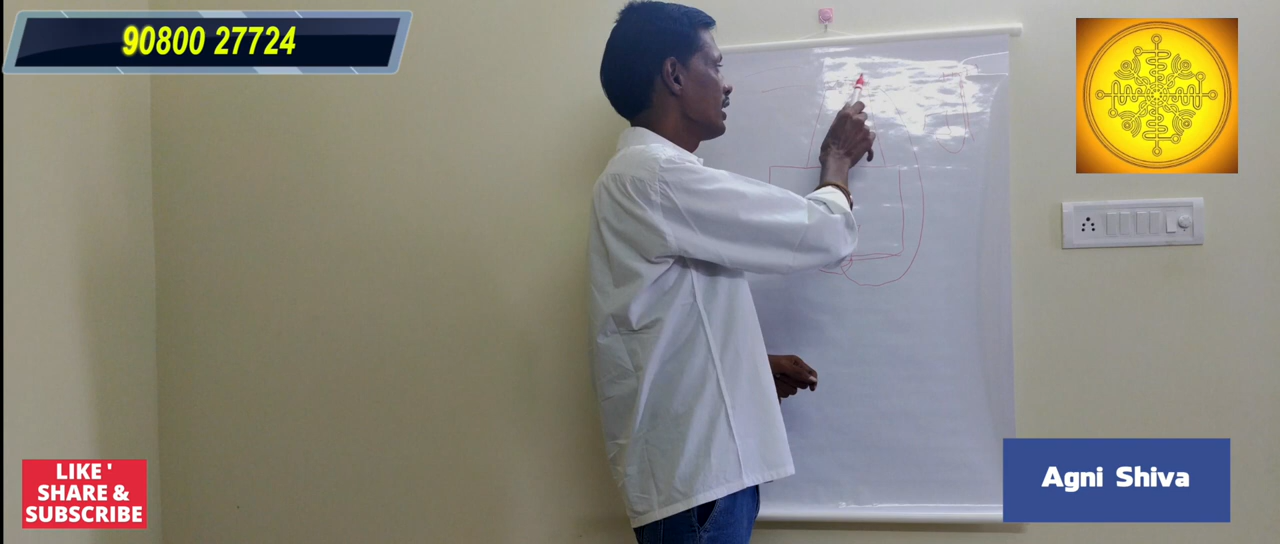 90800 27724
LIKE '
SHARE &
SUBSCRIBE
Agni Shiva